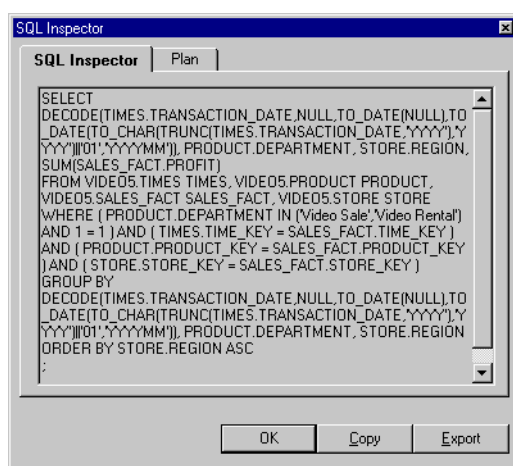 SQL Inspector
SQL Inspector
Plan
SELECT
DECODE(TIMES.TRANSACTION_DATE,NULL,TO_DATE(NULL),TO
_DATE(TO_CHAR(TRUNC(TIMES.TRANSACTION_DATE,'YYYY'),'Y
YYY')||'01','YYYYMM')), PRODUCT.DEPARTMENT, STORE.REGION,
SUM(SALES_FACT.PROFIT)
FROM VIDEO5.TIMES TIMES, VIDEO5.PRODUCT PRODUCT,
VIDEO5.SALES_FACT SALES_FACT, VIDEO5.STORE STORE
WHERE ( PRODUCT.DEPARTMENT IN ('Video Sale','Video Rental')
AND 1 = 1 ) AND ( TIMES.TIME_KEY = SALES_FACT.TIME_KEY )
AND ( PRODUCT.PRODUCT_KEY = SALES_FACT.PRODUCT_KEY
) AND ( STORE.STORE_KEY = SALES_FACT.STORE_KEY )
GROUP BY
DECODE(TIMES.TRANSACTION_DATE,NULL,TO_DATE(NULL),TO
_DATE(TO_CHAR(TRUNC(TIMES.TRANSACTION_DATE,'YYYY'),'Y
YYY')||'01','YYYYMM')), PRODUCT.DEPARTMENT, STORE.REGION
ORDER BY STORE.REGION ASC
;
OK
Copy
Export